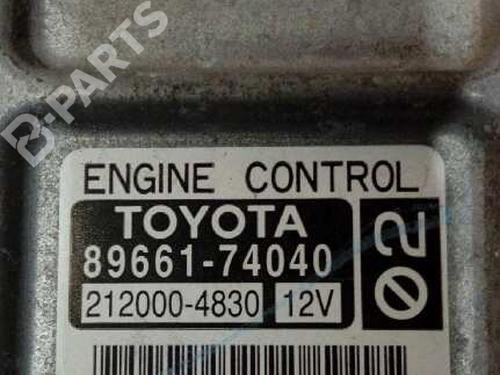 B-PARTS
ENGINE CONTROL
TOYOTA
89661-74040
212000-4830 12V
02